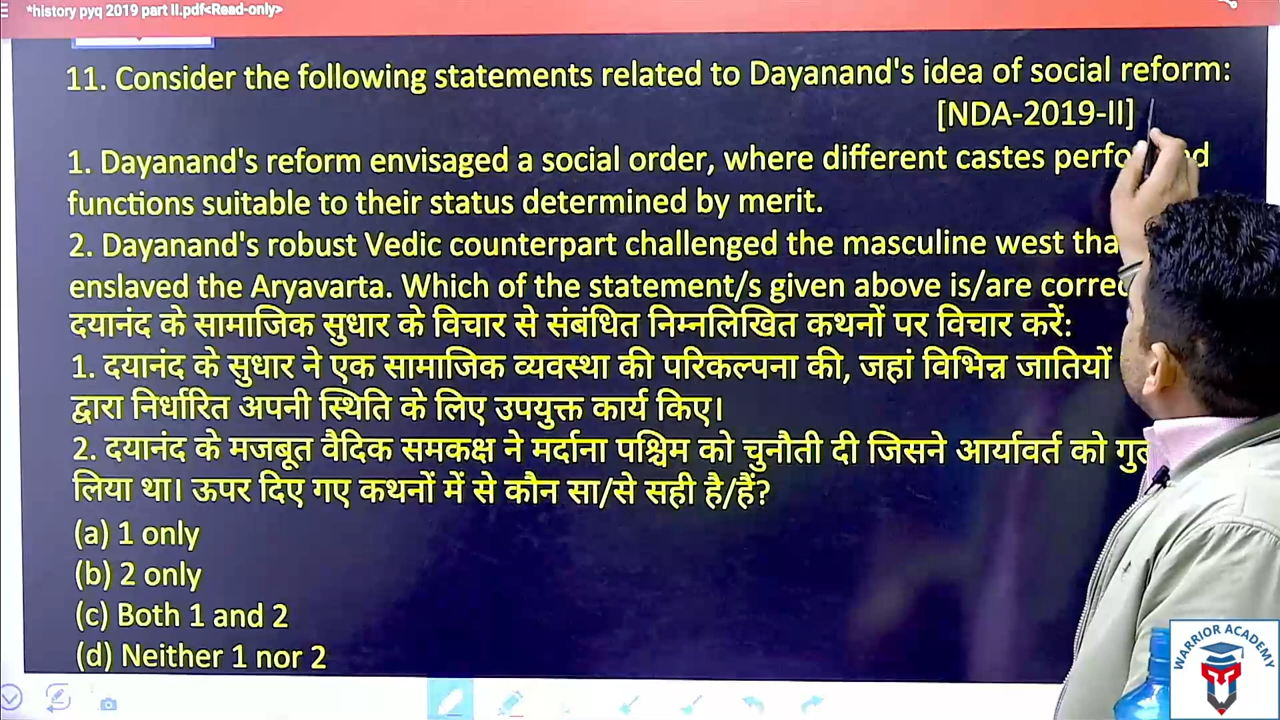 *history pyq 2019 part II.pdf<Read-only>
11. Consider the following statements related to Dayanand's idea of social reform:
[NDA-2019-II]
1. Dayanand's reform envisaged a social order, where different castes
functions suitable to their status determined by merit.
2. Dayanand's robust Vedic counterpart challenged the masculine west
enslaved the Aryavarta. Which of the statement/s given above is/are
दयानंद के सामाजिक सुधार के विचार से संबंधित निम्नलिखित कथनों पर विचार करें:
1. दयानंद के सुधार ने एक सामाजिक व्यवस्था की परिकल्पना की, जहां विभिन्न जातियों
द्वारा निर्धारित अपनी स्थिति के लिए उपयुक्त कार्य किए।
2. दयानंद के मजबूत वैदिक समकक्ष ने मर्दाना पश्चिम को चुनौती दी जिसने आर्यावर्त को
लिया था। ऊपर दिए गए कथनों में से कौन सा/से सही है/हैं?
(a) 1 only
(b) 2 only
(c) Both 1 and 2
(d) Neither 1 nor 2
WARRIOR ACADEMY